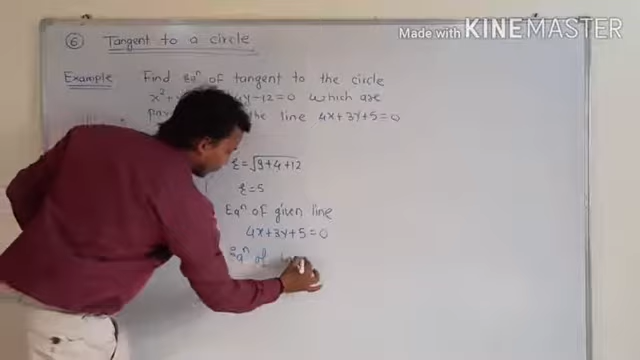 Made with KINEMASTER
6 Tangent to a circle
Example Find Eqⁿ of tangent to the circle
x² + 4y-12=0 which are
the line 4x+3y+5=0
r = √9+4+12
r = 5
Eqⁿ of given line
4x+3y+5=0
Eqⁿ of